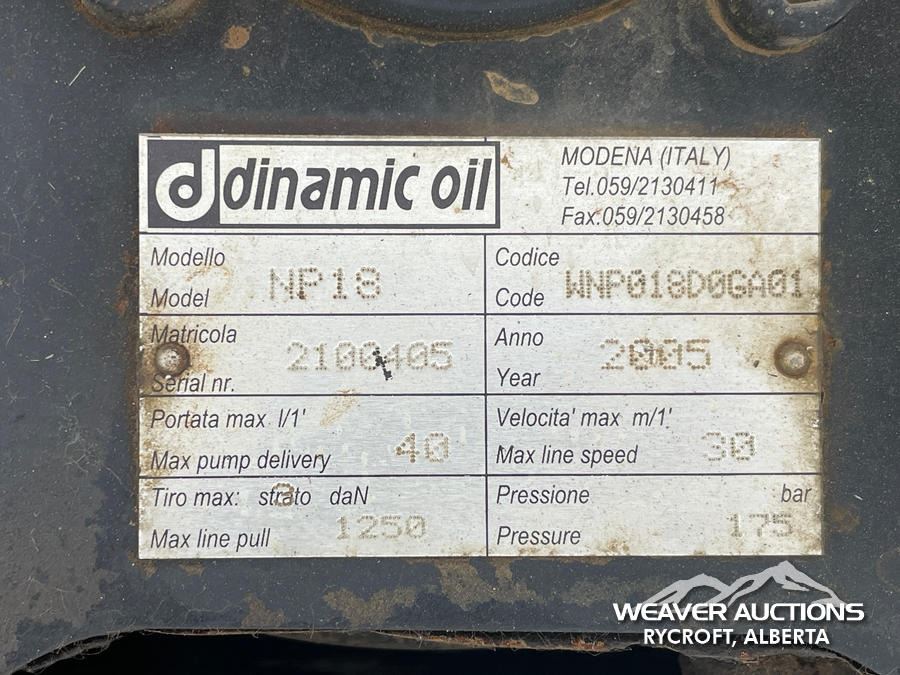 d dinamic oil
MODENA (ITALY)
Tel.059/2130411
Fax.059/2130458
Modello
Model NP18
Codice
Code WNP018D0GA01
Matricola
Serial nr. 2100405
Anno
Year 2005
Portata max l/1'
Max pump delivery 40
Velocita' max m/1'
Max line speed 30
Tiro max: strato 3 daN
Max line pull 1250
Pressione bar
Pressure 175
WEAVER AUCTIONS
RYCROFT, ALBERTA